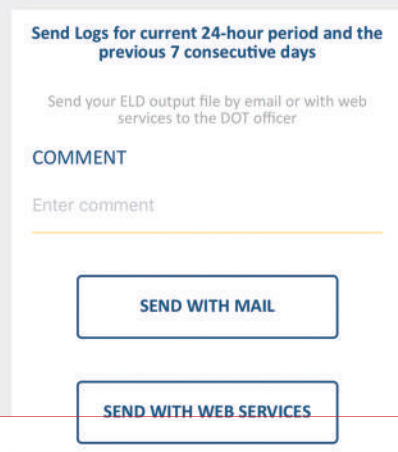 Send Logs for current 24-hour period and the
previous 7 consecutive days
Send your ELD output file by email or with web
services to the DOT officer
COMMENT
Enter comment
SEND WITH MAIL
SEND WITH WEB SERVICES